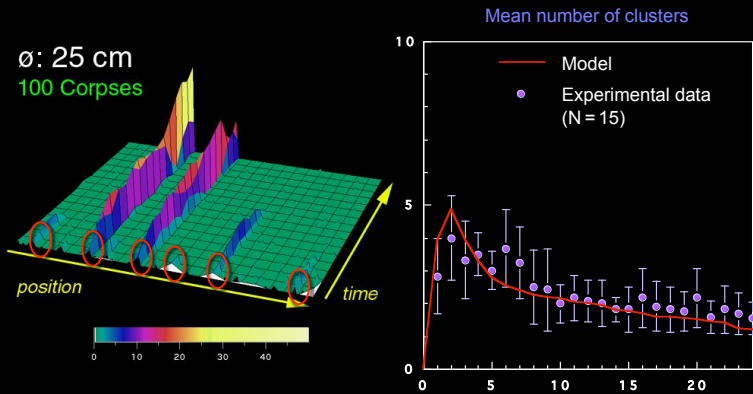 ø: 25 cm
100 Corpses
position
time
0 10 20 30 40
Mean number of clusters
10
5
0
Model
Experimental data
(N = 15)
0 5 10 15 20